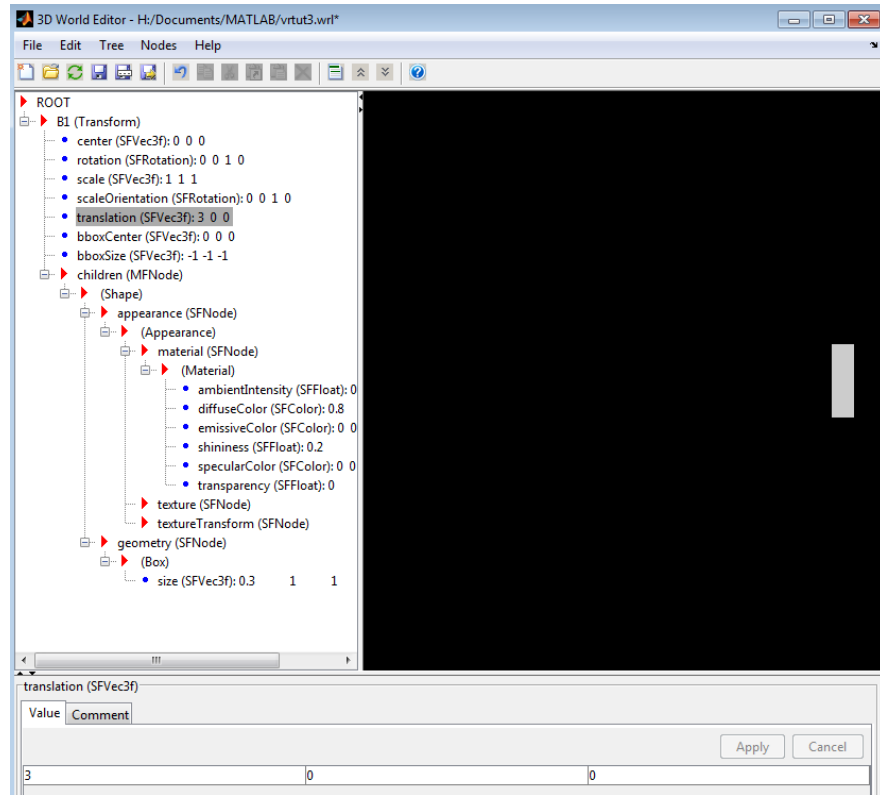 3D World Editor - H:/Documents/MATLAB/vrtut3.wrl*
File Edit Tree Nodes Help
ROOT
B1 (Transform)
center (SFVec3f): 0 0 0
rotation (SFRotation): 0 0 1 0
scale (SFVec3f): 1 1 1
scaleOrientation (SFRotation): 0 0 1 0
translation (SFVec3f): 3 0 0
bboxCenter (SFVec3f): 0 0 0
bboxSize (SFVec3f): -1 -1 -1
children (MFNode)
(Shape)
appearance (SFNode)
(Appearance)
material (SFNode)
(Material)
ambientIntensity (SFFloat): 0
diffuseColor (SFColor): 0.8
emissiveColor (SFColor): 0 0
shininess (SFFloat): 0.2
specularColor (SFColor): 0 0
transparency (SFFloat): 0
texture (SFNode)
textureTransform (SFNode)
geometry (SFNode)
(Box)
size (SFVec3f): 0.3 1 1
translation (SFVec3f)
Value Comment
Apply Cancel
3 0 0